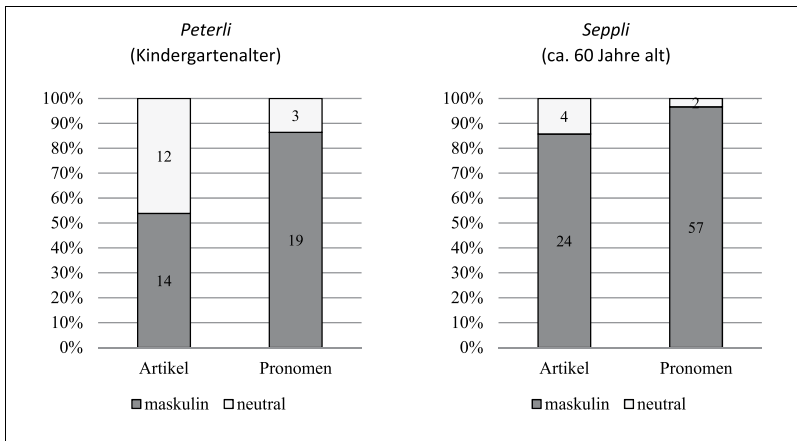 Peterli
(Kindergartenalter)
100%
90%
80%
70%
60%
50%
40%
30%
20%
10%
0%
12
14
3
19
Artikel
Pronomen
maskulin
neutral
Seppli
(ca. 60 Jahre alt)
100%
90%
80%
70%
60%
50%
40%
30%
20%
10%
0%
4
24
2
57
Artikel
Pronomen
maskulin
neutral